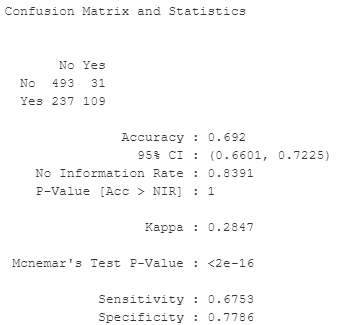 Confusion Matrix and Statistics
No Yes
No 493 31
Yes 237 109
Accuracy : 0.692
95% CI : (0.6601, 0.7225)
No Information Rate : 0.8391
P-Value [Acc > NIR] : 1
Kappa : 0.2847
Mcnemar's Test P-Value : <2e-16
Sensitivity : 0.6753
Specificity : 0.7786